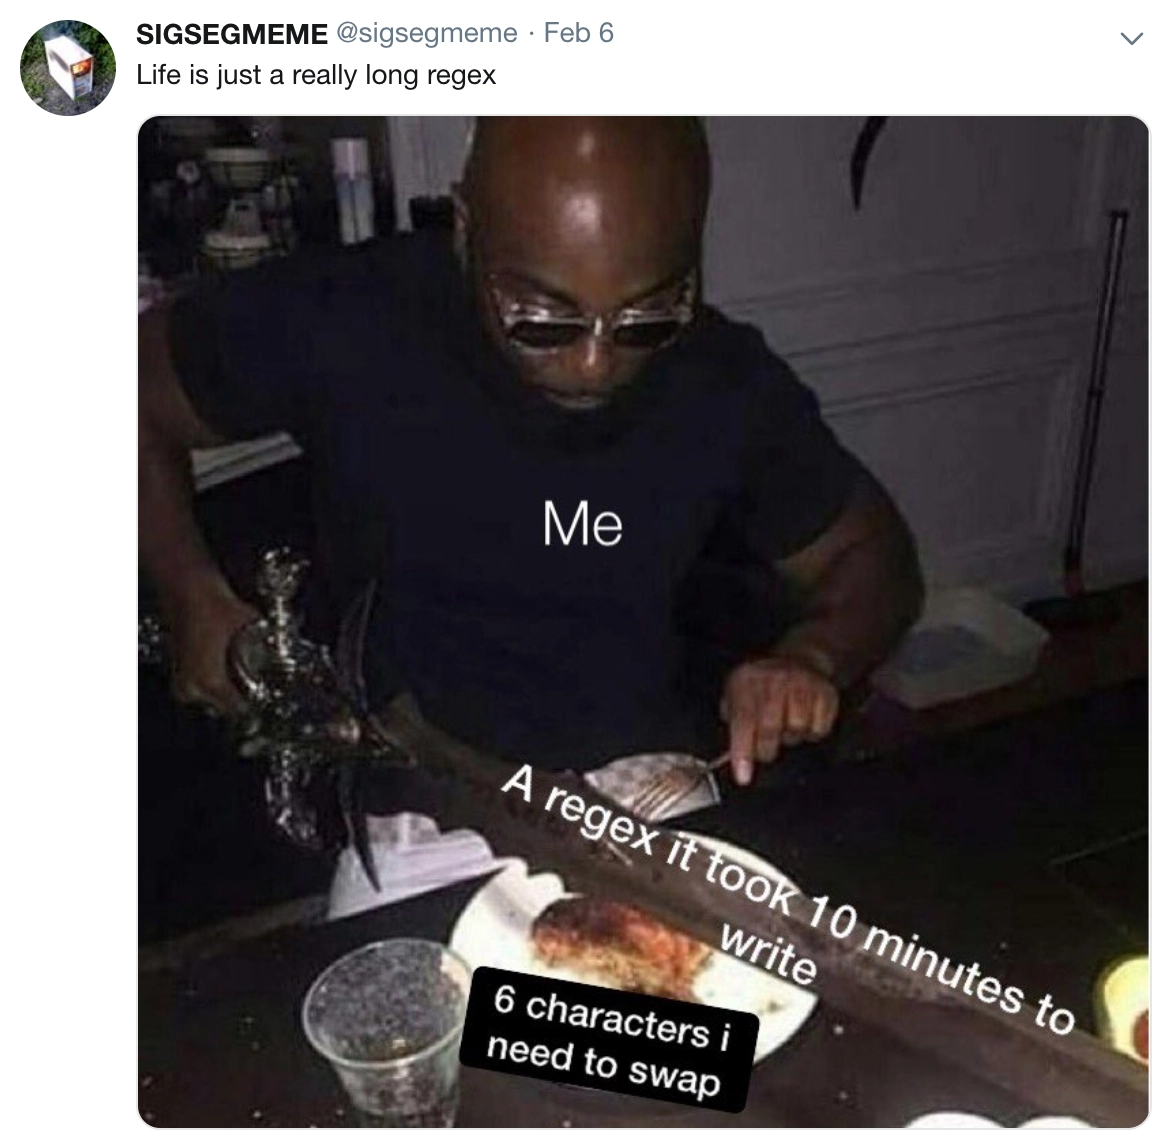 SIGSEGMEME @sigsegmeme · Feb 6
Life is just a really long regex
Me
A regex it took 10 minutes to
write
6 characters i
need to swap